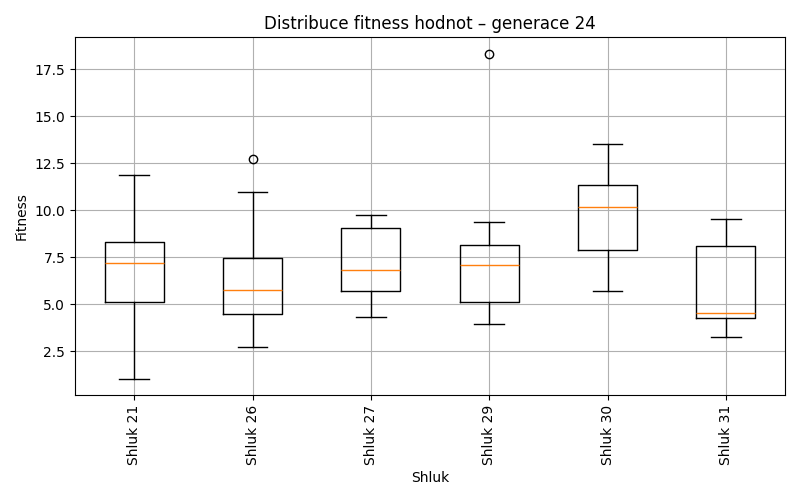 Distribuce fitness hodnot – generace 24
Fitness
17.5
15.0
12.5
10.0
7.5
5.0
2.5
Shluk 21
Shluk 26
Shluk 27
Shluk 29
Shluk 30
Shluk 31
Shluk